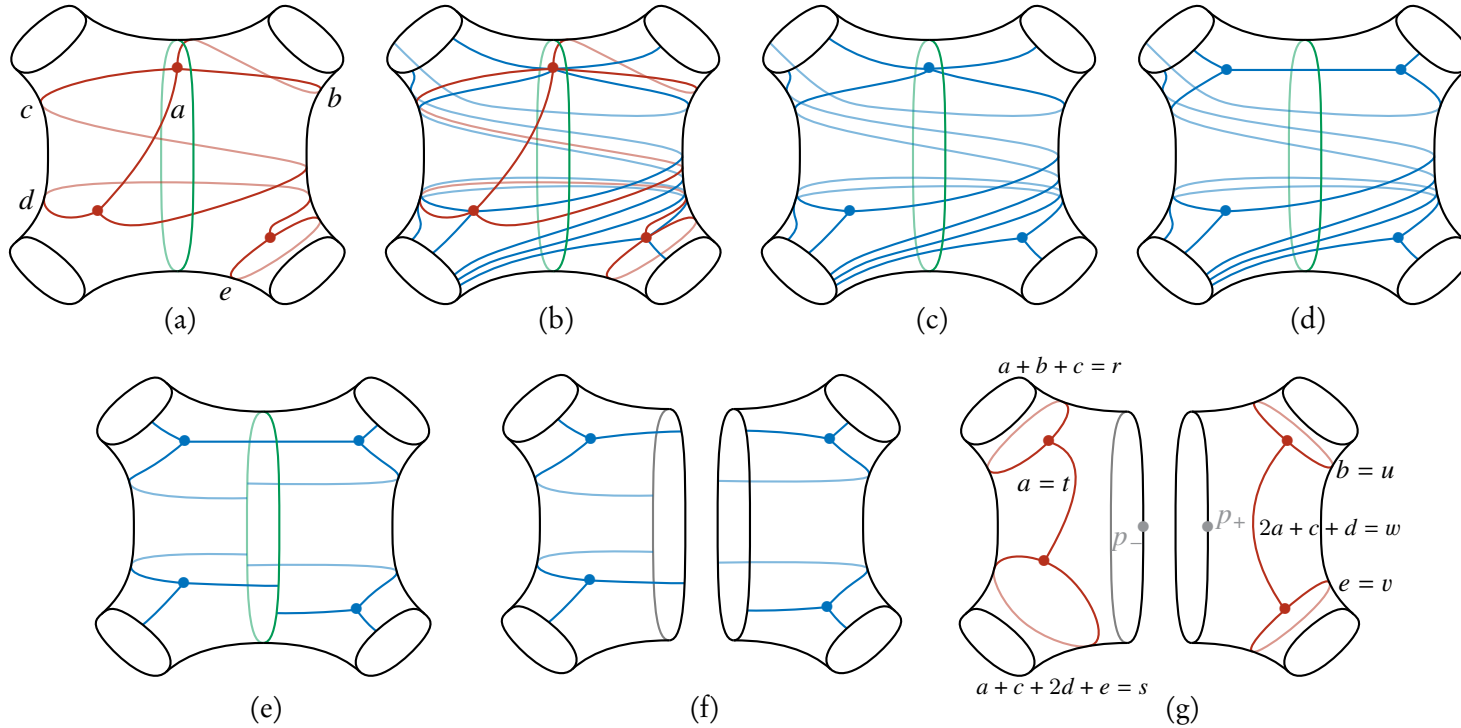 c
a
b
d
e
(a)
(b)
(c)
(d)
a + b + c = r
a = t
p₋
p₊
b = u
2a + c + d = w
e = v
a + c + 2d + e = s
(e)
(f)
(g)